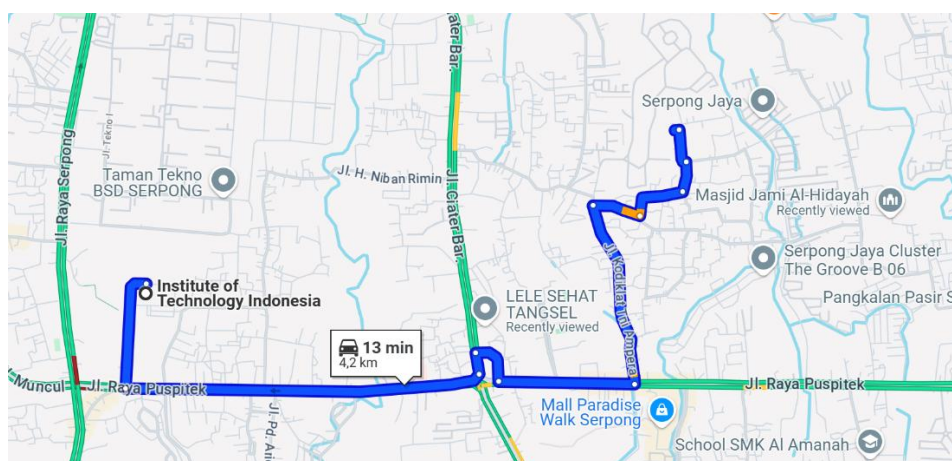 Jl. Raya Serpong
Jl. Tekno I
Taman Tekno
BSD SERPONG
Jl. H. Niban Rimin
Jl. Ciater Bar.
Serpong Jaya
Masjid Jami Al-Hidayah
Recently viewed
Serpong Jaya Cluster
The Groove B 06
Pangkalan Pasir S
Institute of
Technology Indonesia
LELE SEHAT
TANGSEL
Recently viewed
13 min
4,2 km
Muncul
Jl. Raya Puspitek
Jl. Raya Puspitek
Mall Paradise
Walk Serpong
School SMK Al Amanah